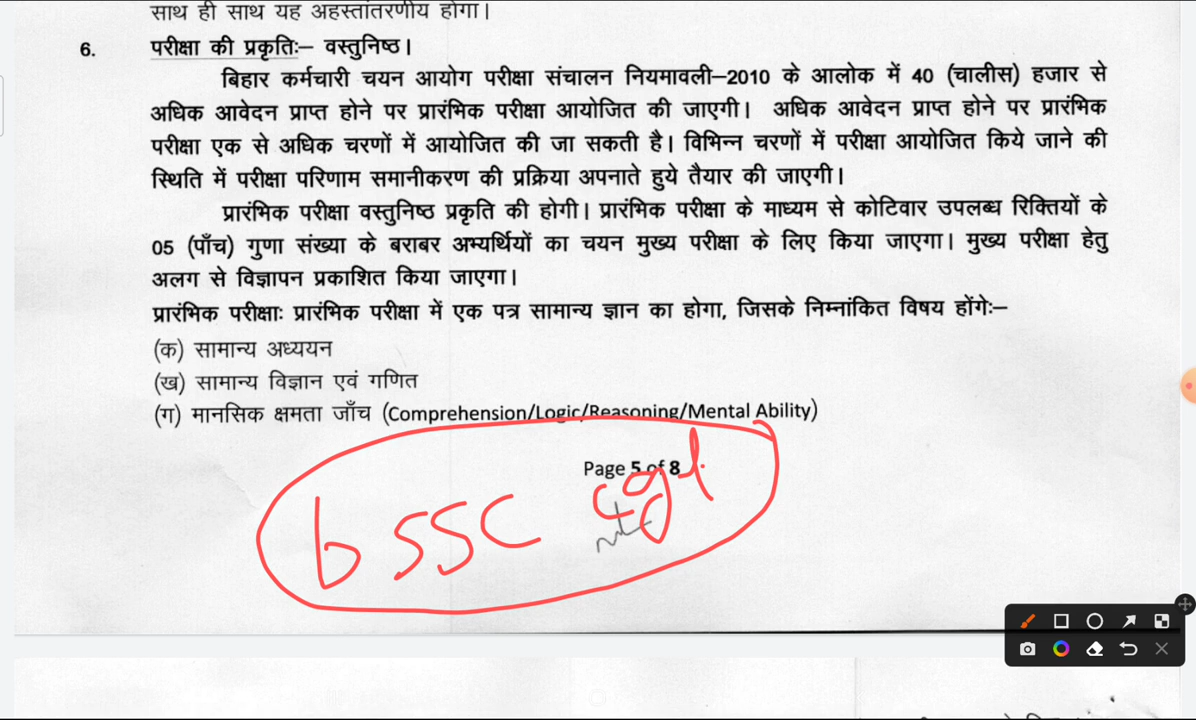 साथ ही साथ यह अहस्तांतरणीय होगा।
6. परीक्षा की प्रकृतिः– वस्तुनिष्ठ।
बिहार कर्मचारी चयन आयोग परीक्षा संचालन नियमावली–2010 के आलोक में 40 (चालीस) हजार से
अधिक आवेदन प्राप्त होने पर प्रारंभिक परीक्षा आयोजित की जाएगी। अधिक आवेदन प्राप्त होने पर प्रारंभिक
परीक्षा एक से अधिक चरणों में आयोजित की जा सकती है। विभिन्न चरणों में परीक्षा आयोजित किये जाने की
स्थिति में परीक्षा परिणाम समानीकरण की प्रक्रिया अपनाते हुये तैयार की जाएगी।
प्रारंभिक परीक्षा वस्तुनिष्ठ प्रकृति की होगी। प्रारंभिक परीक्षा के माध्यम से कोटिवार उपलब्ध रिक्तियों के
05 (पाँच) गुणा संख्या के बराबर अभ्यर्थियों का चयन मुख्य परीक्षा के लिए किया जाएगा। मुख्य परीक्षा हेतु
अलग से विज्ञापन प्रकाशित किया जाएगा।
प्रारंभिक परीक्षाः प्रारंभिक परीक्षा में एक पत्र सामान्य ज्ञान का होगा, जिसके निम्नांकित विषय होंगेः–
(क) सामान्य अध्ययन
(ख) सामान्य विज्ञान एवं गणित
(ग) मानसिक क्षमता जाँच (Comprehension/Logic/Reasoning/Mental Ability)
Page 5 of 8
bSSC cgl